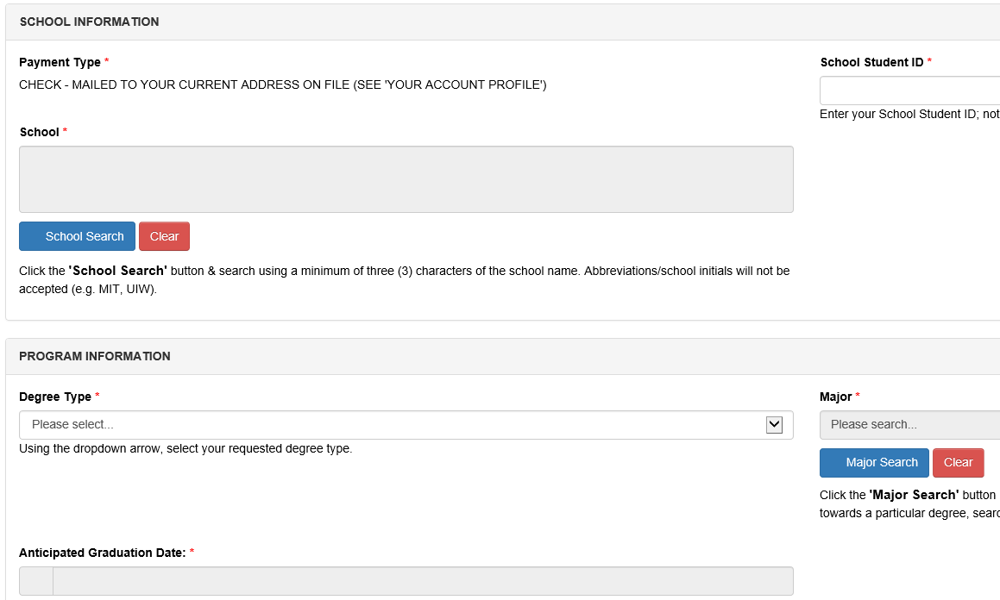 SCHOOL INFORMATION
Payment Type *
CHECK - MAILED TO YOUR CURRENT ADDRESS ON FILE (SEE 'YOUR ACCOUNT PROFILE')
School Student ID *
Enter your School Student ID; not
School *
School Search
Clear
Click the 'School Search' button & search using a minimum of three (3) characters of the school name. Abbreviations/school initials will not be
accepted (e.g. MIT, UIW).
PROGRAM INFORMATION
Degree Type *
Please select...
Using the dropdown arrow, select your requested degree type.
Major *
Please search...
Major Search
Clear
Click the 'Major Search' button
towards a particular degree,
Anticipated Graduation Date: *